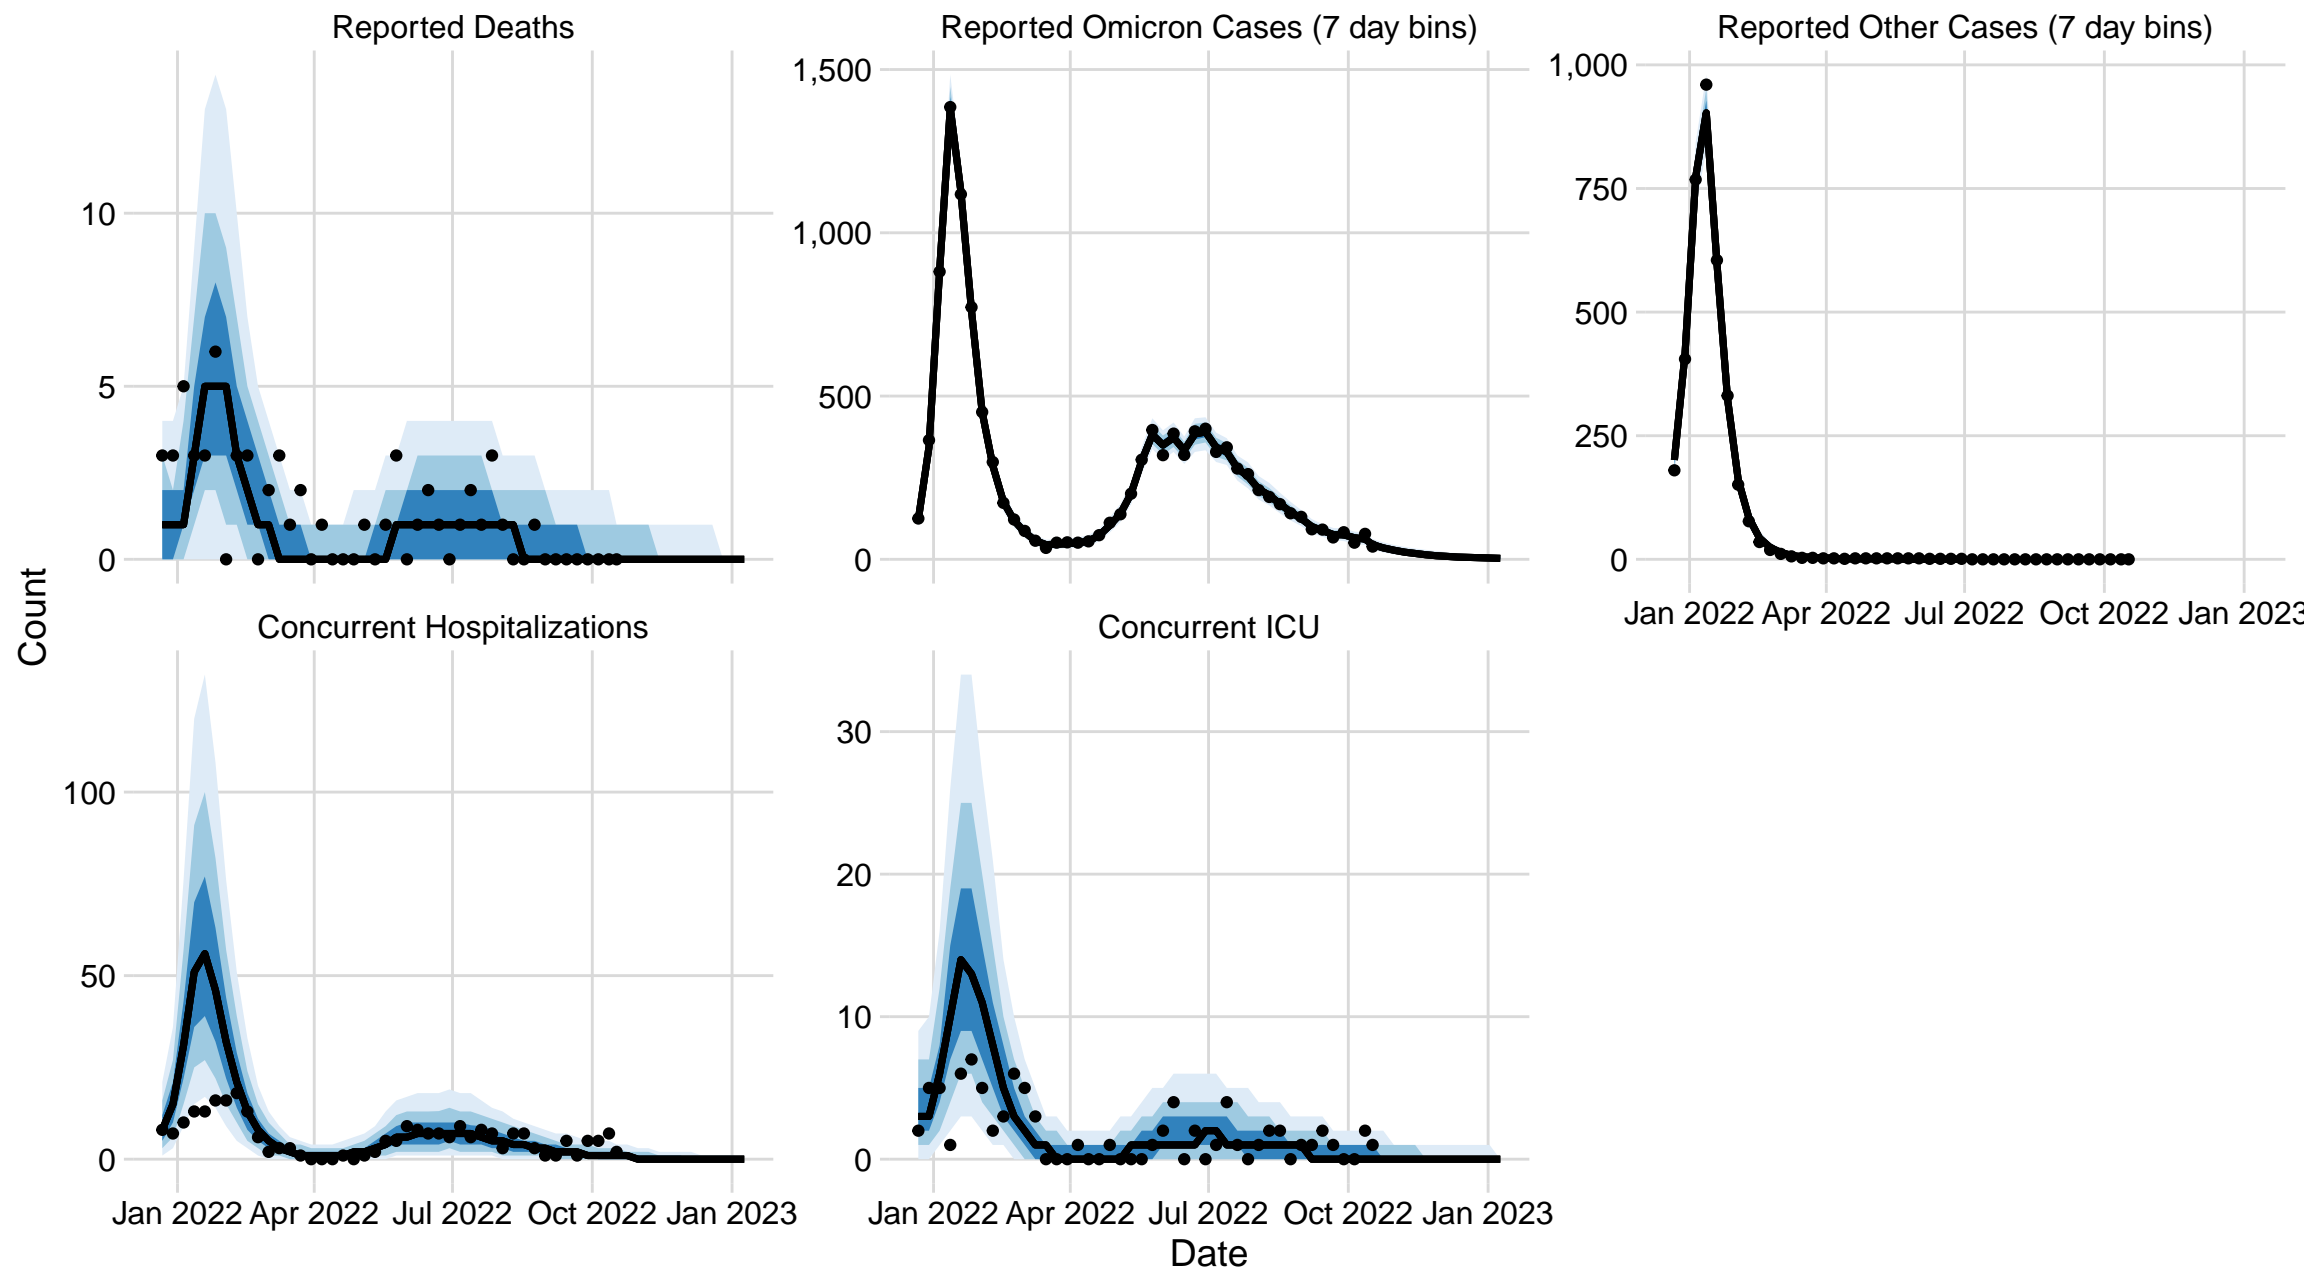 Reported Deaths
Reported Omicron Cases (7 day bins)
Reported Other Cases (7 day bins)
10
5
0
1,500
1,000
500
0
1,000
750
500
250
0
Jan 2022 Apr 2022 Jul 2022 Oct 2022 Jan 2023
Count
Concurrent Hospitalizations
Concurrent ICU
100
50
0
30
20
10
0
Jan 2022 Apr 2022 Jul 2022 Oct 2022 Jan 2023
Jan 2022 Apr 2022 Jul 2022 Oct 2022 Jan 2023
Date